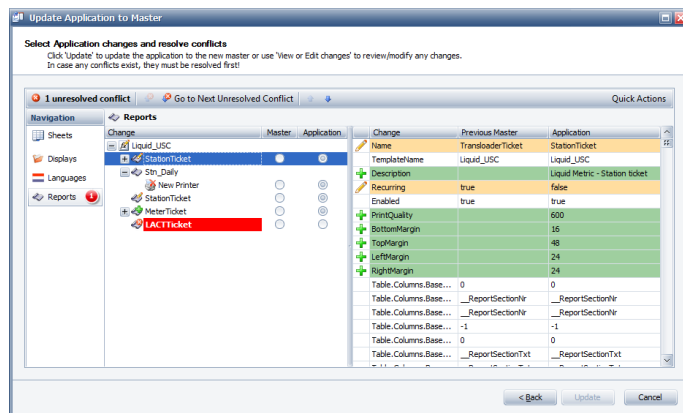 Update Application to Master
Select Application changes and resolve conflicts
Click 'Update' to update the application to the new master or use 'View or Edit changes' to review/modify any changes.
In case any conflicts exist, they must be resolved first!
1 unresolved conflict Go to Next Unresolved Conflict Quick Actions
Navigation
Sheets
Displays
Languages
Reports 1
Reports
Change Master Application
Liquid_USC
StationTicket
Stn_Daily
New Printer
StationTicket
MeterTicket
LACTTicket
Change Previous Master Application
Name TransloaderTicket StationTicket
TemplateName Liquid_USC Liquid_USC
Description Liquid Metric - Station ticket
Recurring true false
Enabled true true
PrintQuality 600
BottomMargin 16
TopMargin 48
LeftMargin 24
RightMargin 24
Table.Columns.Base... 0 0
Table.Columns.Base... __ReportSectionNr __ReportSectionNr
Table.Columns.Base... -1 -1
Table.Columns.Base... 0 0
Table.Columns.Base... __ReportSectionTxt __ReportSectionTxt
< Back Update Cancel